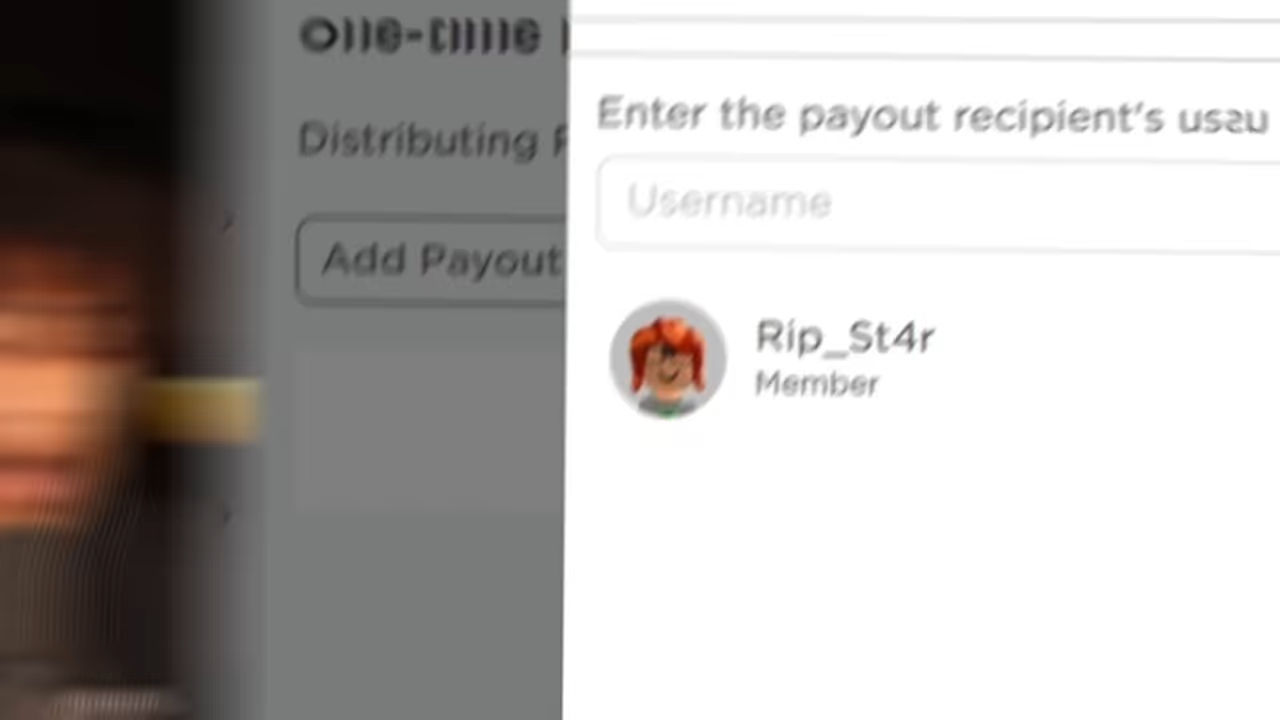 Distributing
Add Payout
Enter the payout recipient's
Username
Rip_St4r
Member